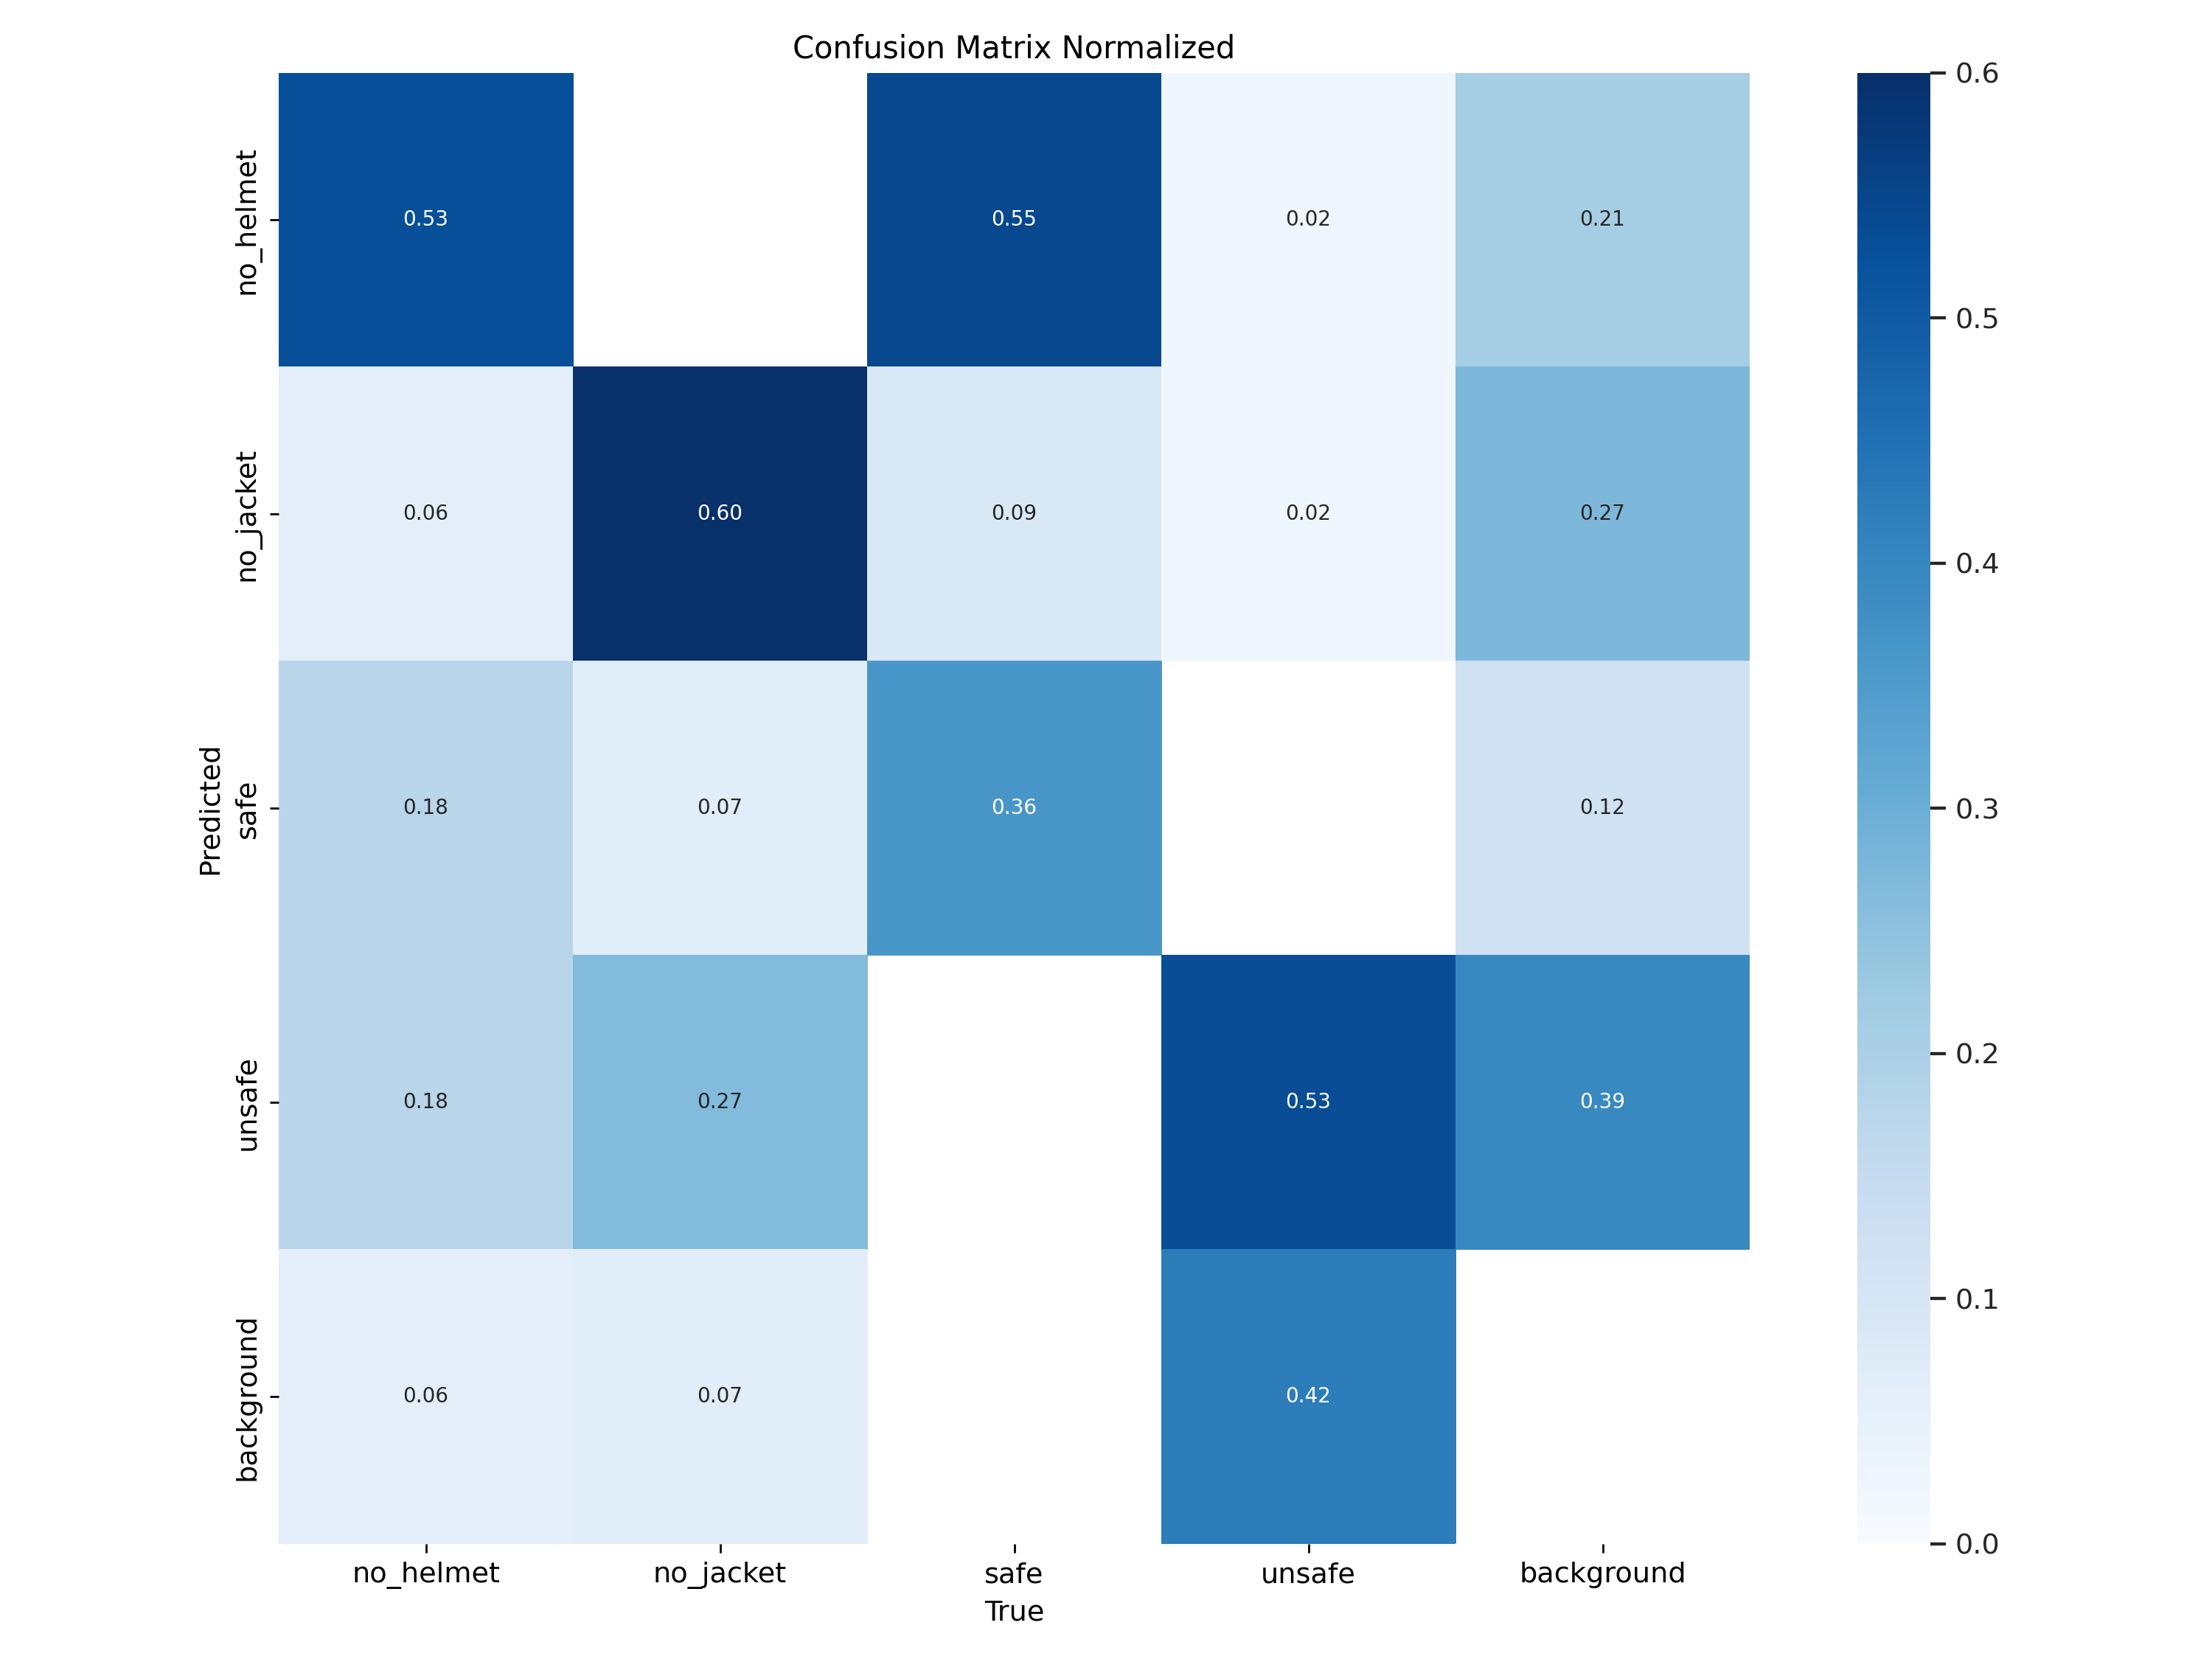 Confusion Matrix Normalized
0.6
no_helmet
0.53
0.55
0.02
0.21
0.5
no_jacket
0.06
0.60
0.09
0.02
0.27
0.4
Predicted
safe
0.18
0.07
0.36
0.12
0.3
unsafe
0.18
0.27
0.53
0.39
0.2
background
0.06
0.07
0.42
0.1
0.0
no_helmet
no_jacket
safe
unsafe
background
True